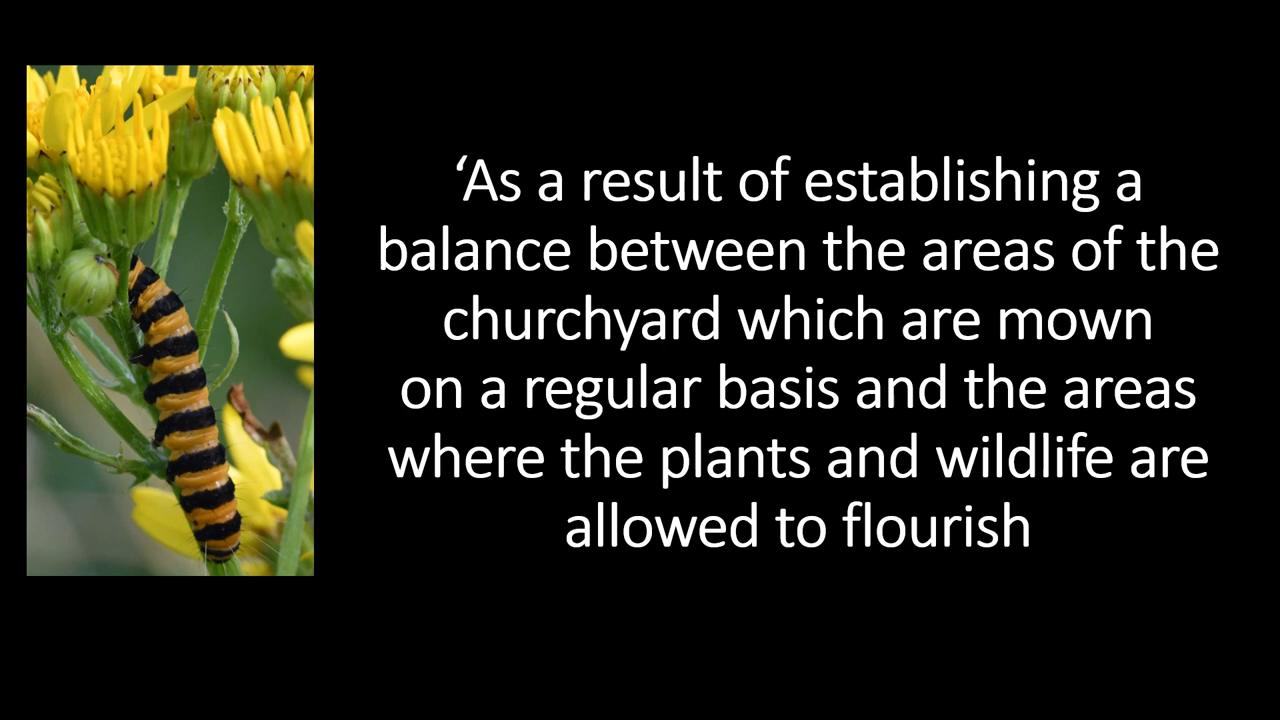 ‘As a result of establishing a
balance between the areas of the
churchyard which are mown
on a regular basis and the areas
where the plants and wildlife are
allowed to flourish